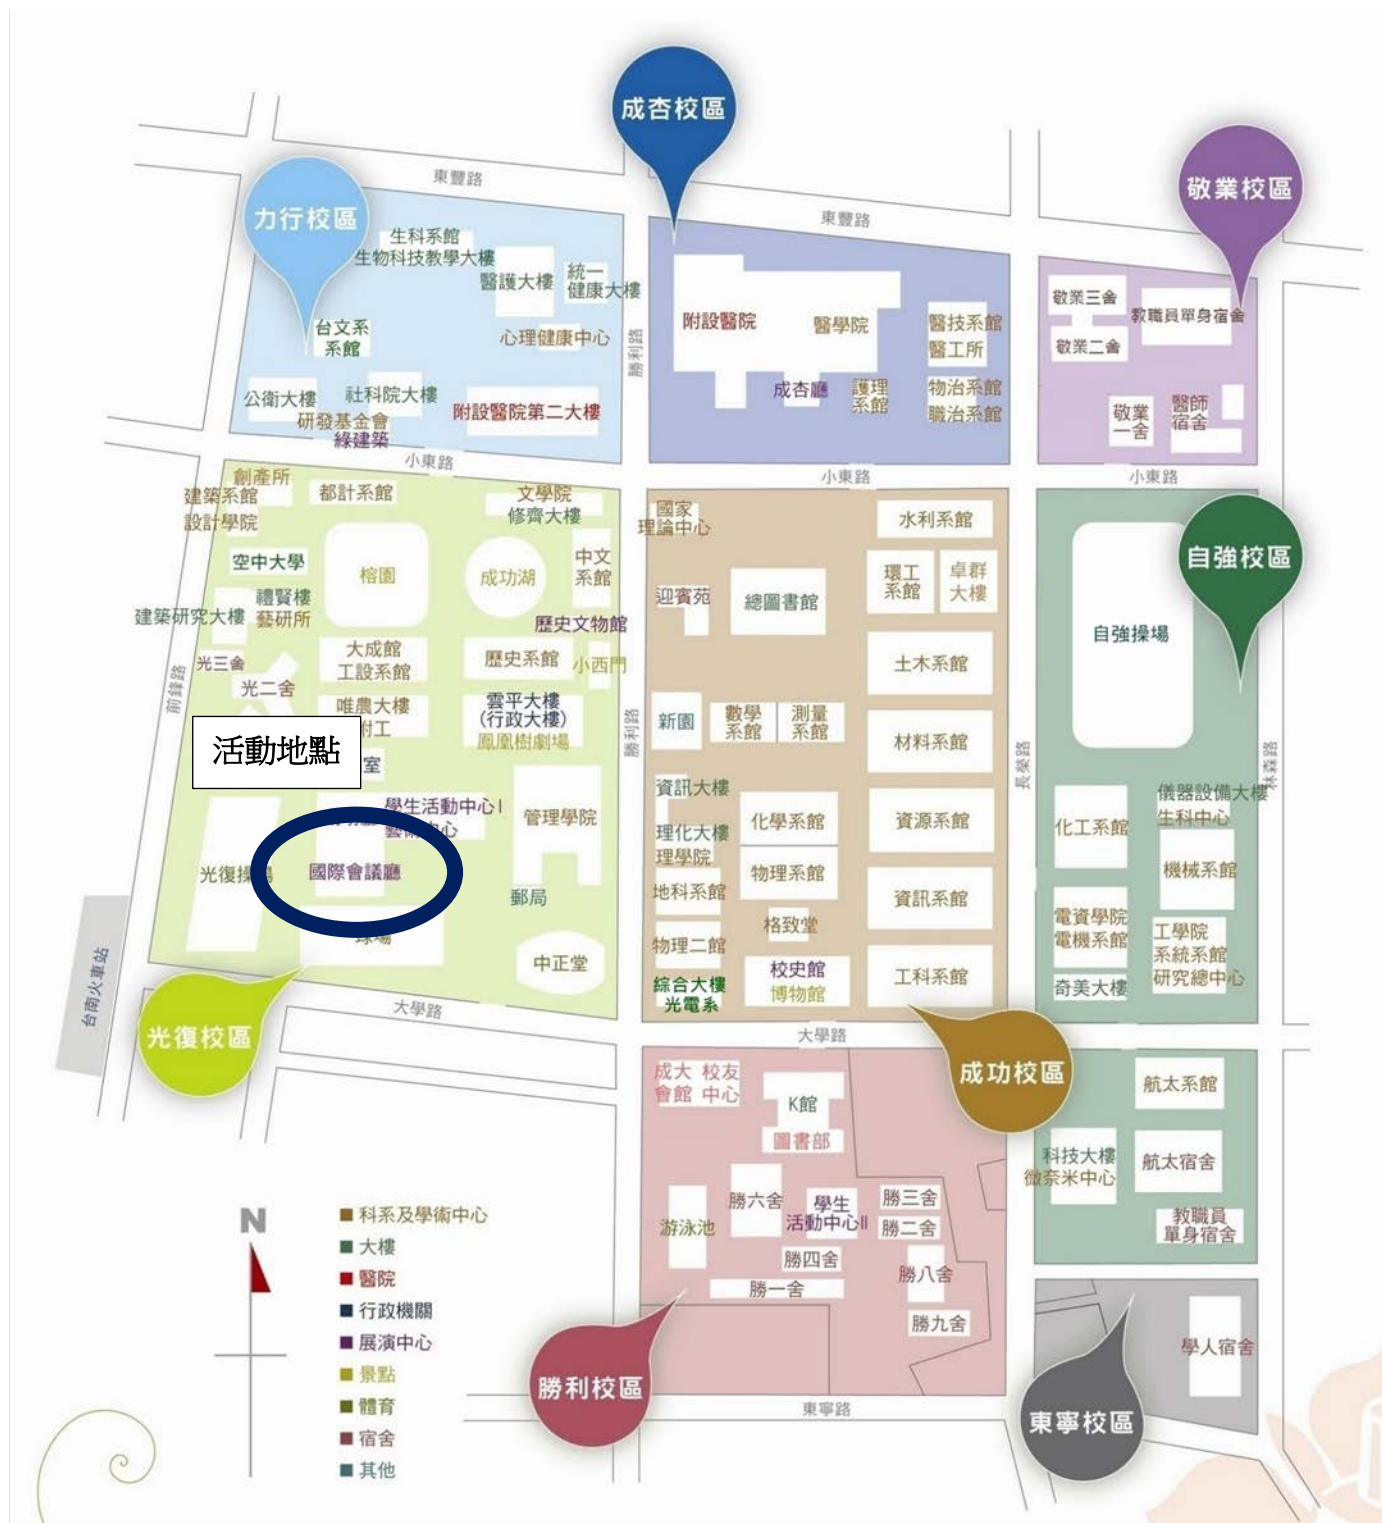 成杏校區
敬業校區
力行校區
東豐路
東豐路
生科系館
生物科技教學大樓
醫護大樓
統一
健康大樓
台文系
系館
心理健康中心
公衛大樓
社科院大樓
研發基金會
綠建築
附設醫院第二大樓
勝利路
附設醫院
醫學院
醫技系館
醫工所
成杏廳
護理
系館
物治系館
職治系館
敬業三舍
教職員單身宿舍
敬業二舍
敬業
一舍
醫師
宿舍
小東路
小東路
小東路
創產所
建築系館
設計學院
都計系館
文學院
修齊大樓
空中大學
榕園
成功湖
中文
系館
建築研究大樓
禮賢樓
藝研所
歷史文物館
大成館
工設系館
歷史系館
小西門
光三舍
光二舍
前鋒路
唯農大樓
附工
雲平大樓
(行政大樓)
鳳凰樹劇場
勝利路
活動地點
室
學生活動中心I
藝術中心
管理學院
光復操場
國際會議廳
郵局
球場
中正堂
台南火車站
光復校區
大學路
國家
理論中心
水利系館
迎賓苑
總圖書館
環工
系館
卓群
大樓
土木系館
新園
數學
系館
測量
系館
材料系館
資訊大樓
化學系館
資源系館
理化大樓
理學院
物理系館
地科系館
資訊系館
格致堂
物理二館
校史館
博物館
工科系館
綜合大樓
光電系
長榮路
自強校區
自強操場
林森路
儀器設備大樓
生科中心
化工系館
機械系館
電資學院
電機系館
工學院
系統系館
研究總中心
奇美大樓
大學路
成功校區
成大 校友
會館 中心
K館
圖書部
航太系館
科技大樓
微奈米中心
航太宿舍
教職員
單身宿舍
勝六舍
學生
活動中心II
勝三舍
勝二舍
游泳池
勝四舍
勝一舍
勝八舍
勝九舍
勝利校區
東寧路
東寧校區
學人宿舍
N
科系及學術中心
大樓
醫院
行政機關
展演中心
景點
體育
宿舍
其他